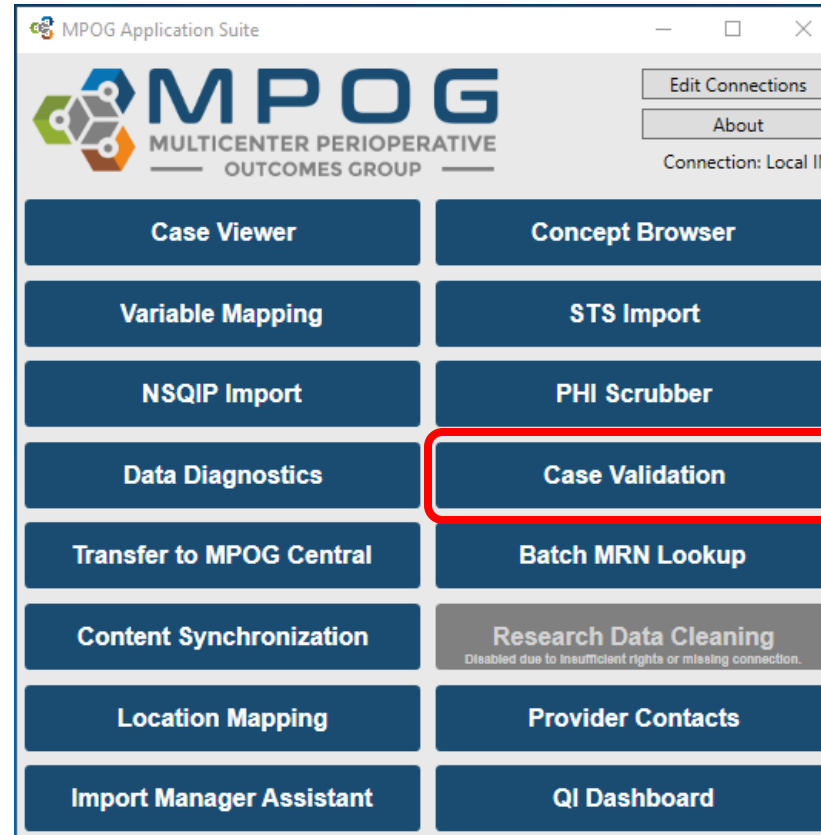 MPOG Application Suite
MPOG
MULTICENTER PERIOPERATIVE
OUTCOMES GROUP
Edit Connections
About
Connection: Local
Case Viewer
Concept Browser
Variable Mapping
STS Import
NSQIP Import
PHI Scrubber
Data Diagnostics
Case Validation
Transfer to MPOG Central
Batch MRN Lookup
Content Synchronization
Research Data Cleaning
Disabled due to insufficient rights or missing connection.
Location Mapping
Provider Contacts
Import Manager Assistant
QI Dashboard